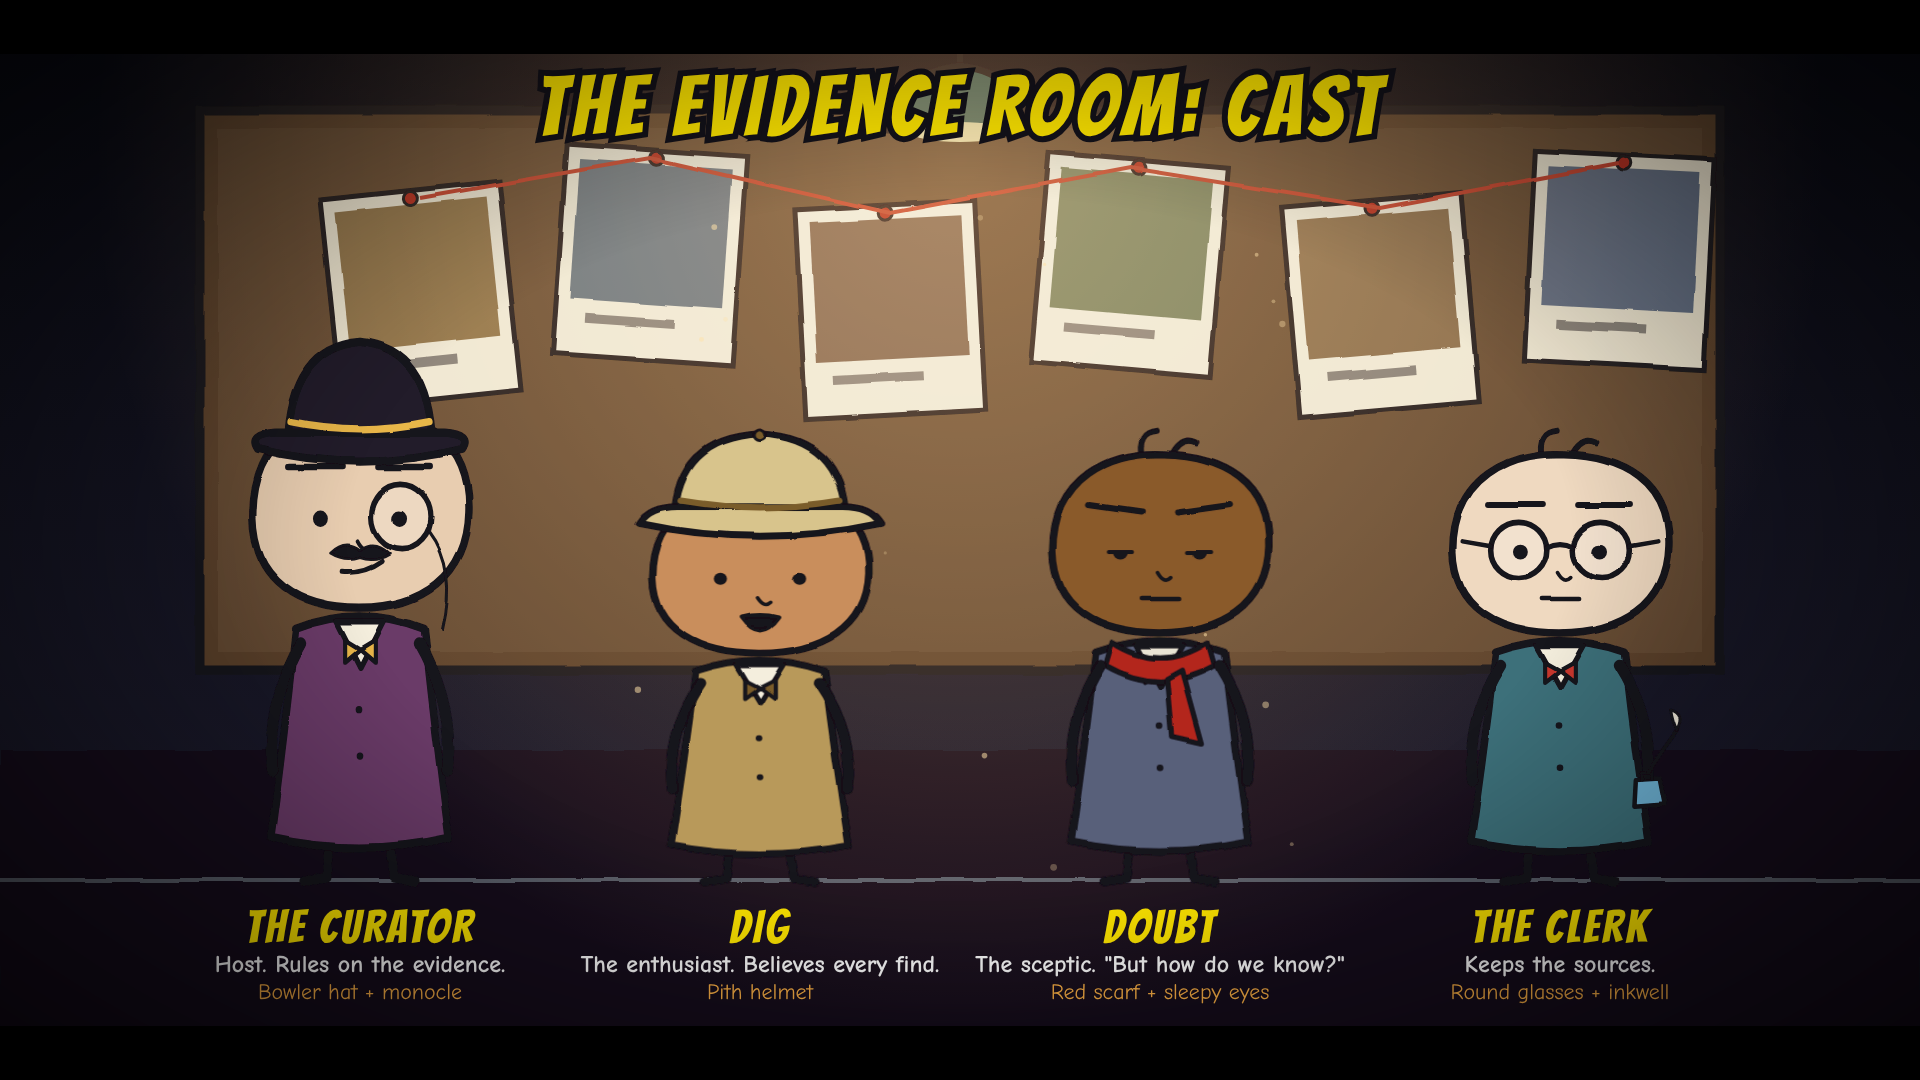 THE EVIDENCE ROOM: CAST
THE CURATOR
Host. Rules on the evidence.
Bowler hat + monocle
DIG
The enthusiast. Believes every find.
Pith helmet
DOUBT
The sceptic. "But how do we know?"
Red scarf + sleepy eyes
THE CLERK
Keeps the sources.
Round glasses + inkwell